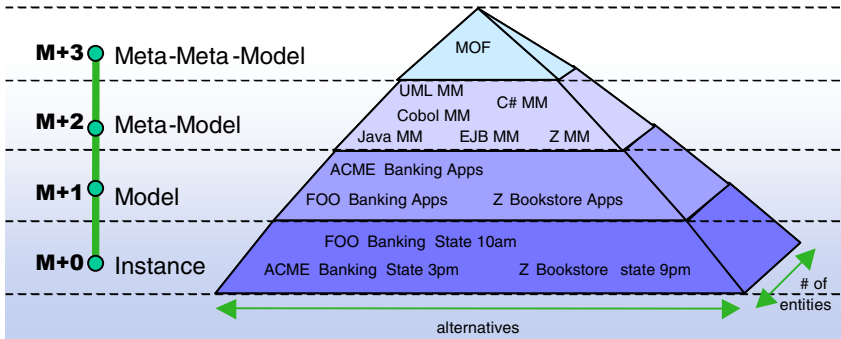 M+3 Meta-Meta-Model
MOF
M+2 Meta-Model
UML MM
C# MM
Cobol MM
Java MM EJB MM Z MM
M+1 Model
ACME Banking Apps
FOO Banking Apps Z Bookstore Apps
M+0 Instance
FOO Banking State 10am
ACME Banking State 3pm Z Bookstore state 9pm
# of
entities
alternatives